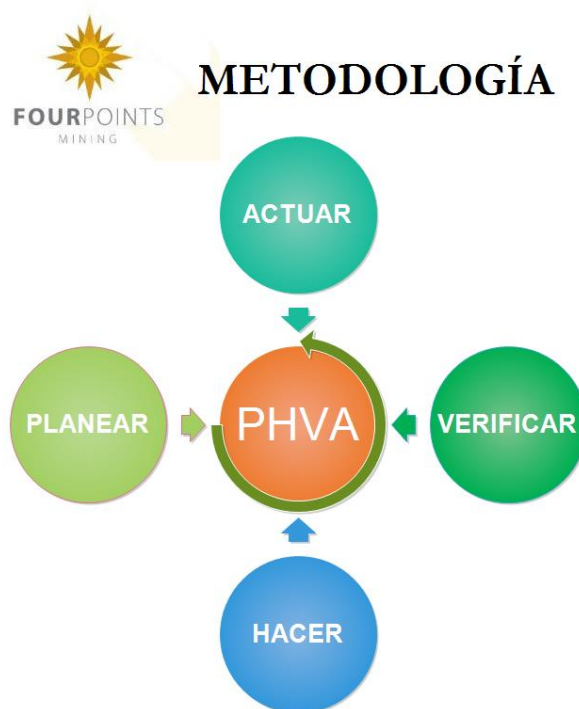 METODOLOGÍA
FOURPOINTS
MINING
ACTUAR
PLANEAR
PHVA
VERIFICAR
HACER